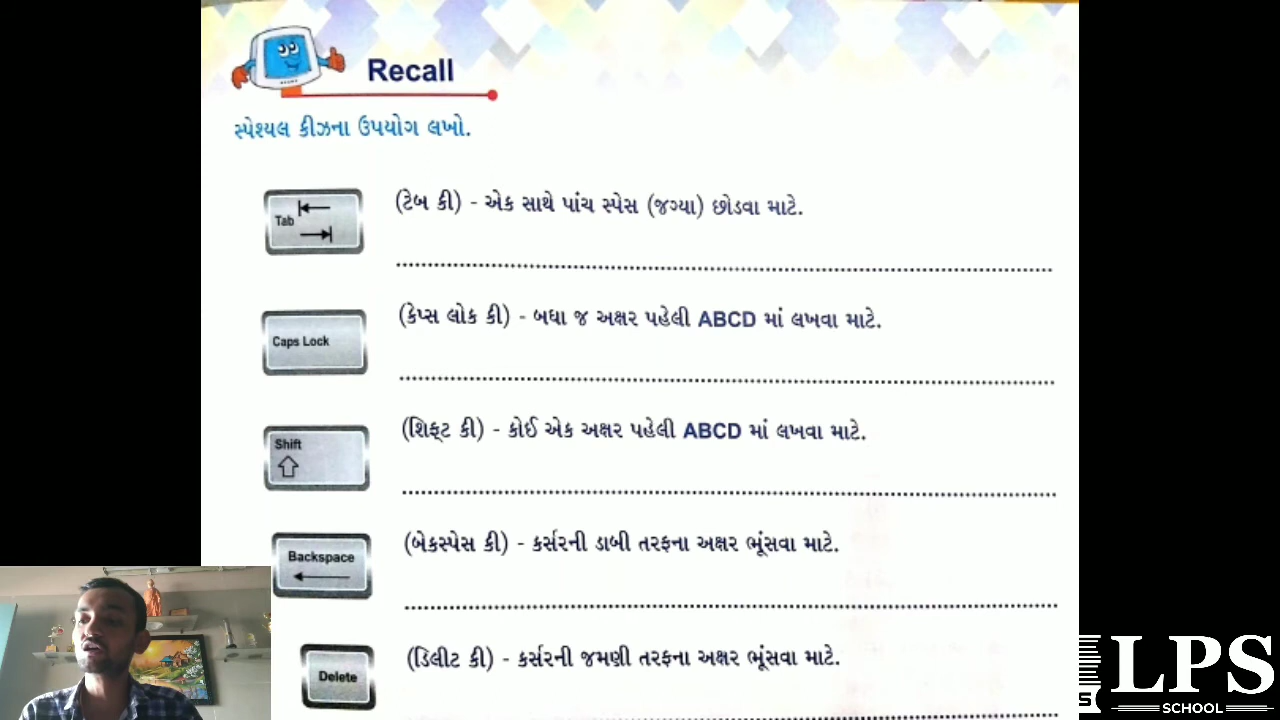 Recall
સ્પેશ્યલ કીઝના ઉપયોગ લખો.
Tab
(ટેબ કી) - એક સાથે પાંચ સ્પેસ (જગ્યા) છોડવા માટે.
Caps Lock
(કેપ્સ લોક કી) - બધા જ અક્ષર પહેલી ABCD માં લખવા માટે.
Shift
(શિફ્ટ કી) - કોઈ એક અક્ષર પહેલી ABCD માં લખવા માટે.
Backspace
(બેકસ્પેસ કી) - કર્સરની ડાબી તરફના અક્ષર ભૂંસવા માટે.
Delete
(ડિલીટ કી) - કર્સરની જમણી તરફના અક્ષર ભૂંસવા માટે.
LPS
SCHOOL